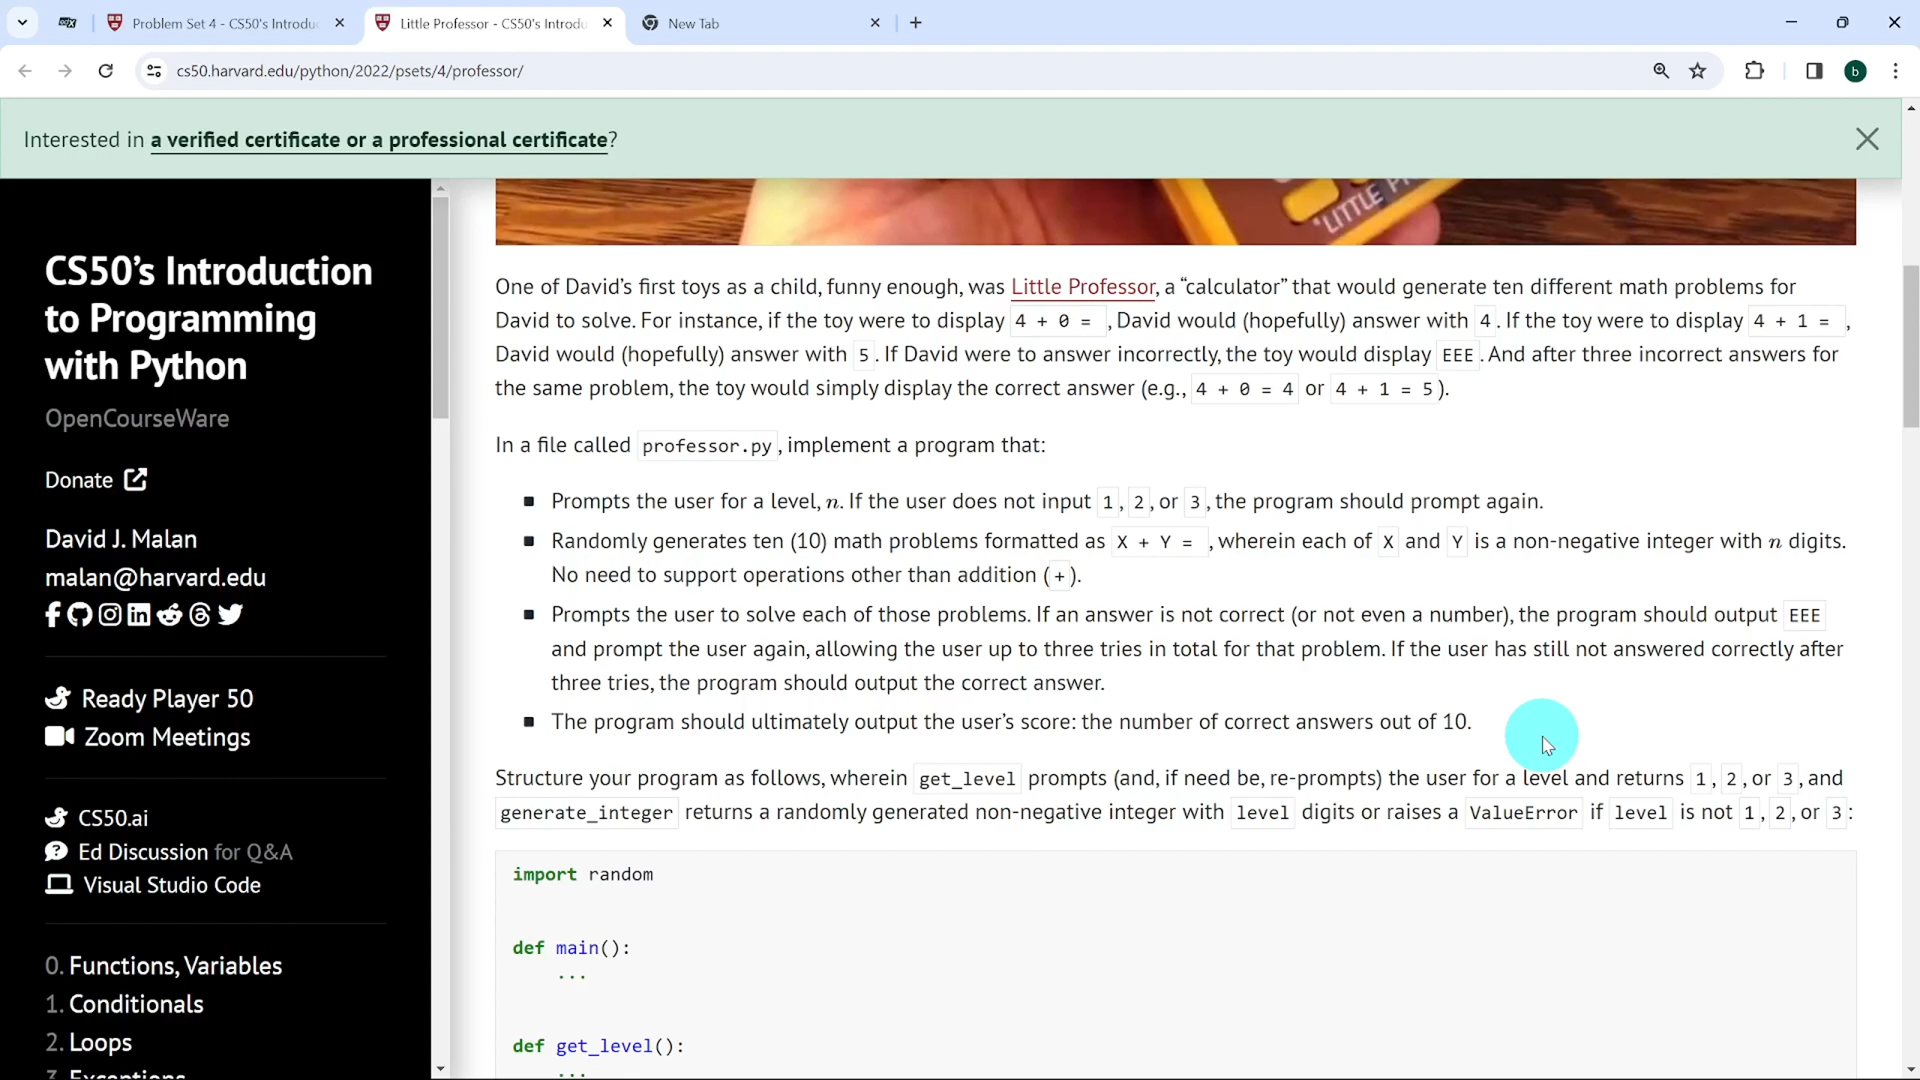 Problem Set 4 - CS50's Introdu
Little Professor - CS50's Introdu
New Tab
cs50.harvard.edu/python/2022/psets/4/professor/
b
Interested in a verified certificate or a professional certificate?
CS50’s Introduction
to Programming
with Python
OpenCourseWare
Donate
David J. Malan
malan@harvard.edu
Ready Player 50
Zoom Meetings
CS50.ai
Ed Discussion for Q&A
Visual Studio Code
0. Functions, Variables
1. Conditionals
2. Loops
3. Exceptions
"LITTLE PR
One of David’s first toys as a child, funny enough, was Little Professor, a “calculator” that would generate ten different math problems for
David to solve. For instance, if the toy were to display 4 + 0 = , David would (hopefully) answer with 4. If the toy were to display 4 + 1 = ,
David would (hopefully) answer with 5. If David were to answer incorrectly, the toy would display EEE. And after three incorrect answers for
the same problem, the toy would simply display the correct answer (e.g., 4 + 0 = 4 or 4 + 1 = 5).
In a file called professor.py, implement a program that:
■ Prompts the user for a level, n. If the user does not input 1, 2, or 3, the program should prompt again.
■ Randomly generates ten (10) math problems formatted as X + Y = , wherein each of X and Y is a non-negative integer with n digits.
No need to support operations other than addition (+).
■ Prompts the user to solve each of those problems. If an answer is not correct (or not even a number), the program should output EEE
and prompt the user again, allowing the user up to three tries in total for that problem. If the user has still not answered correctly after
three tries, the program should output the correct answer.
■ The program should ultimately output the user’s score: the number of correct answers out of 10.
Structure your program as follows, wherein get_level prompts (and, if need be, re-prompts) the user for a level and returns 1, 2, or 3, and
generate_integer returns a randomly generated non-negative integer with level digits or raises a ValueError if level is not 1, 2, or 3:
import random
def main():
...
def get_level():
...